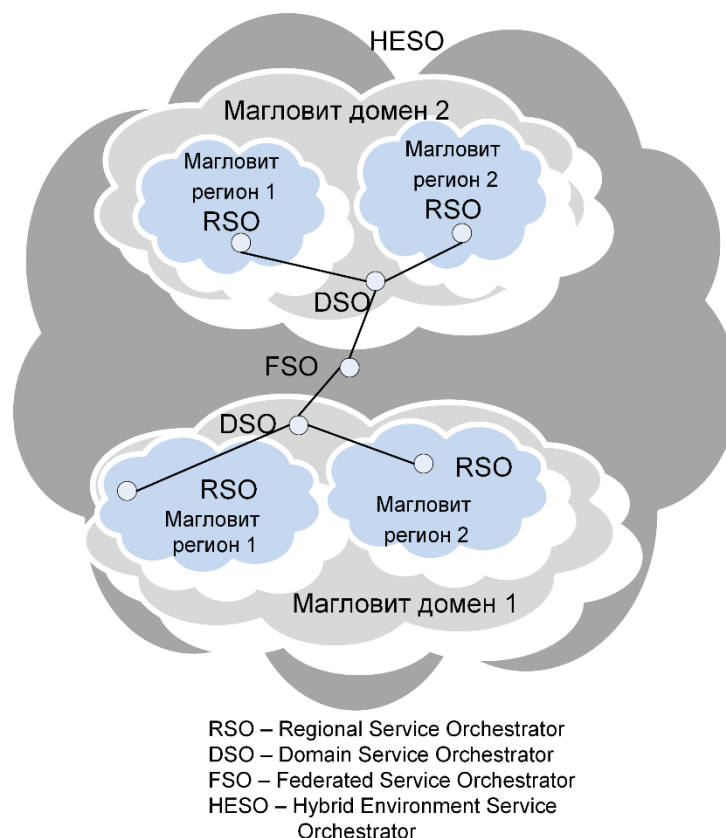 HESO
Магловит домен 2
Магловит
регион 1
RSO
Магловит
регион 2
RSO
DSO
FSO
DSO
RSO
Магловит
регион 1
RSO
Магловит
регион 2
Магловит домен 1
RSO – Regional Service Orchestrator
DSO – Domain Service Orchestrator
FSO – Federated Service Orchestrator
HESO – Hybrid Environment Service
Orchestrator